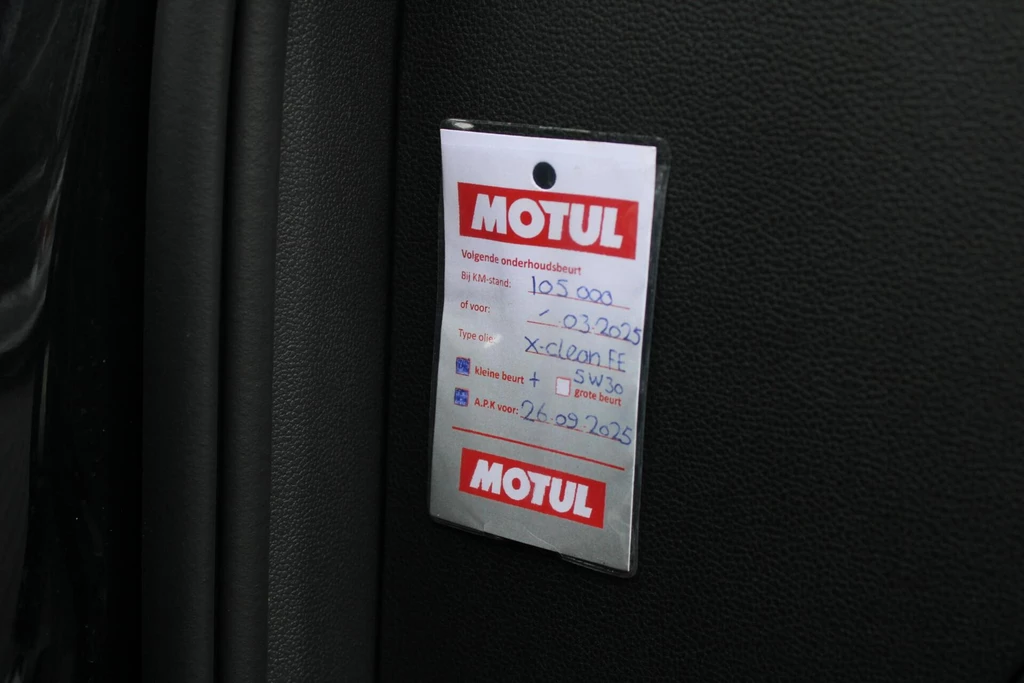 MOTUL
Volgende onderhoudsbeurt
Bij KM-stand: 105 000
of voor: - 03.2025
Type olie: X-clean FE
5W30
kleine beurt + grote beurt
A.P.K voor: 26.09.2025
MOTUL